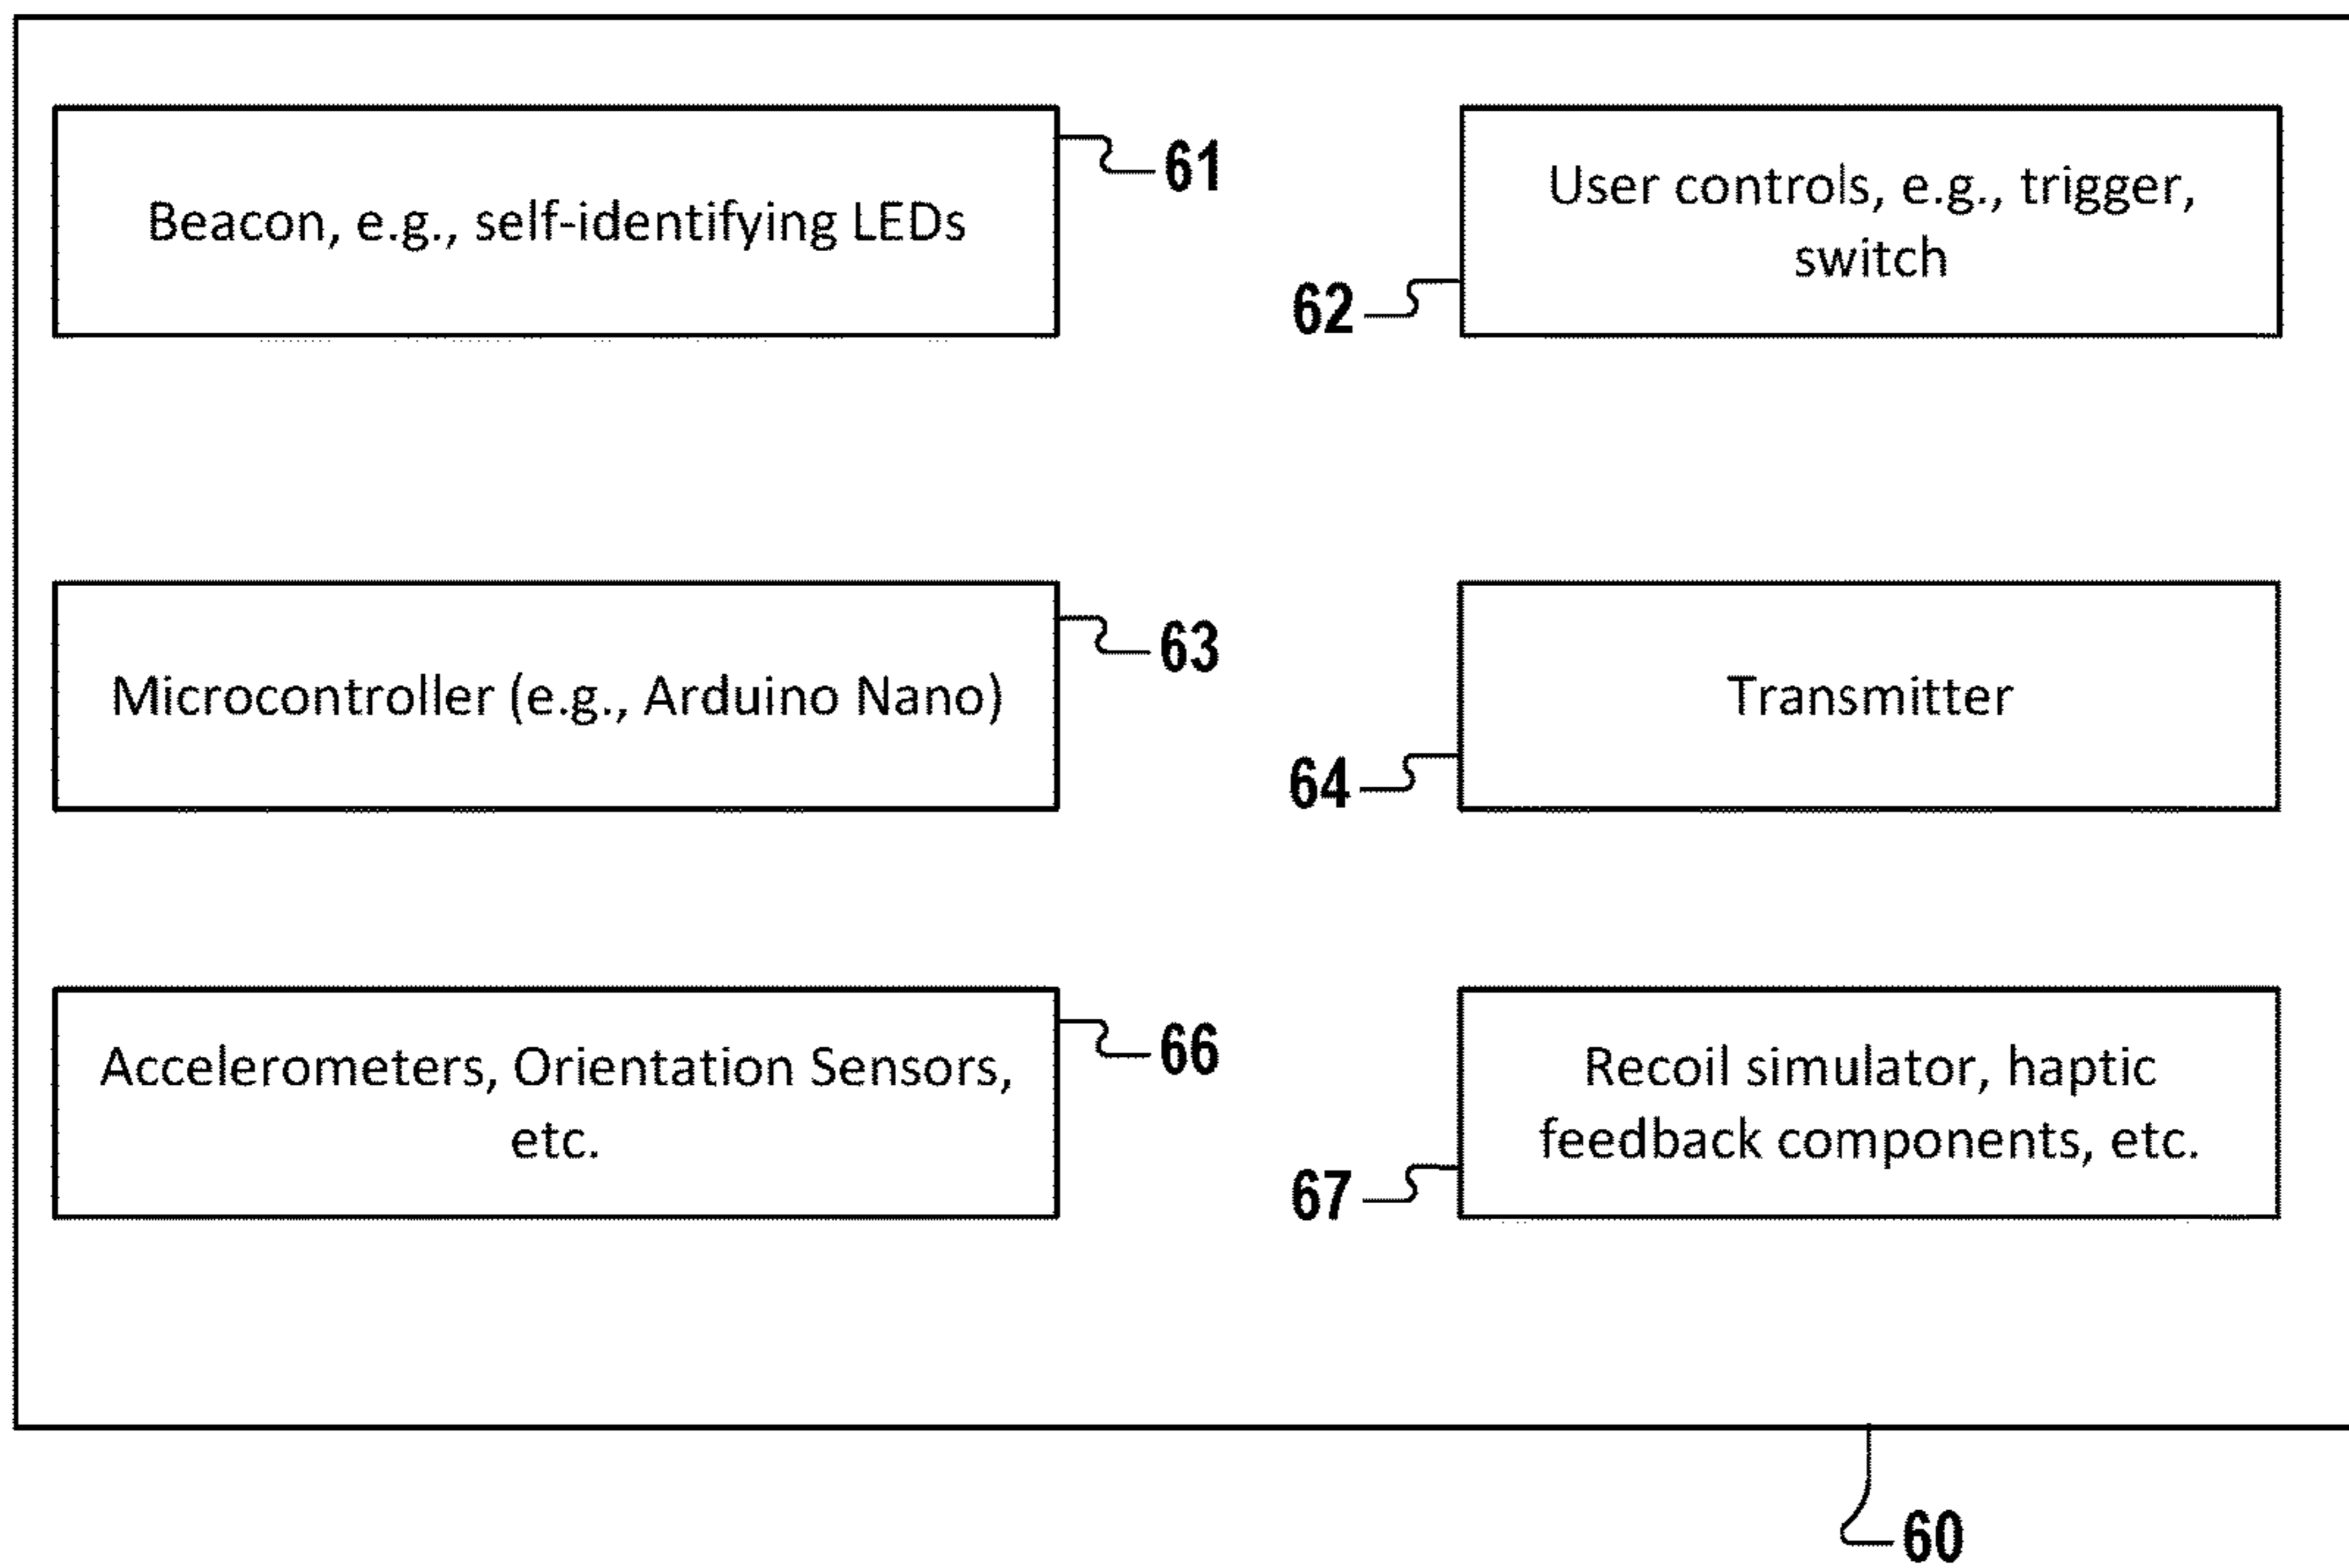 Beacon, e.g., self-identifying LEDs
61
User controls, e.g., trigger,
switch
62
Microcontroller (e.g., Arduino Nano)
63
Transmitter
64
Accelerometers, Orientation Sensors,
etc.
66
Recoil simulator, haptic
feedback components, etc.
67
60